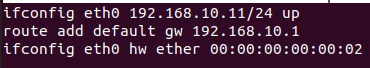 ifconfig eth0 192.168.10.11/24 up
route add default gw 192.168.10.1
ifconfig eth0 hw ether 00:00:00:00:00:02